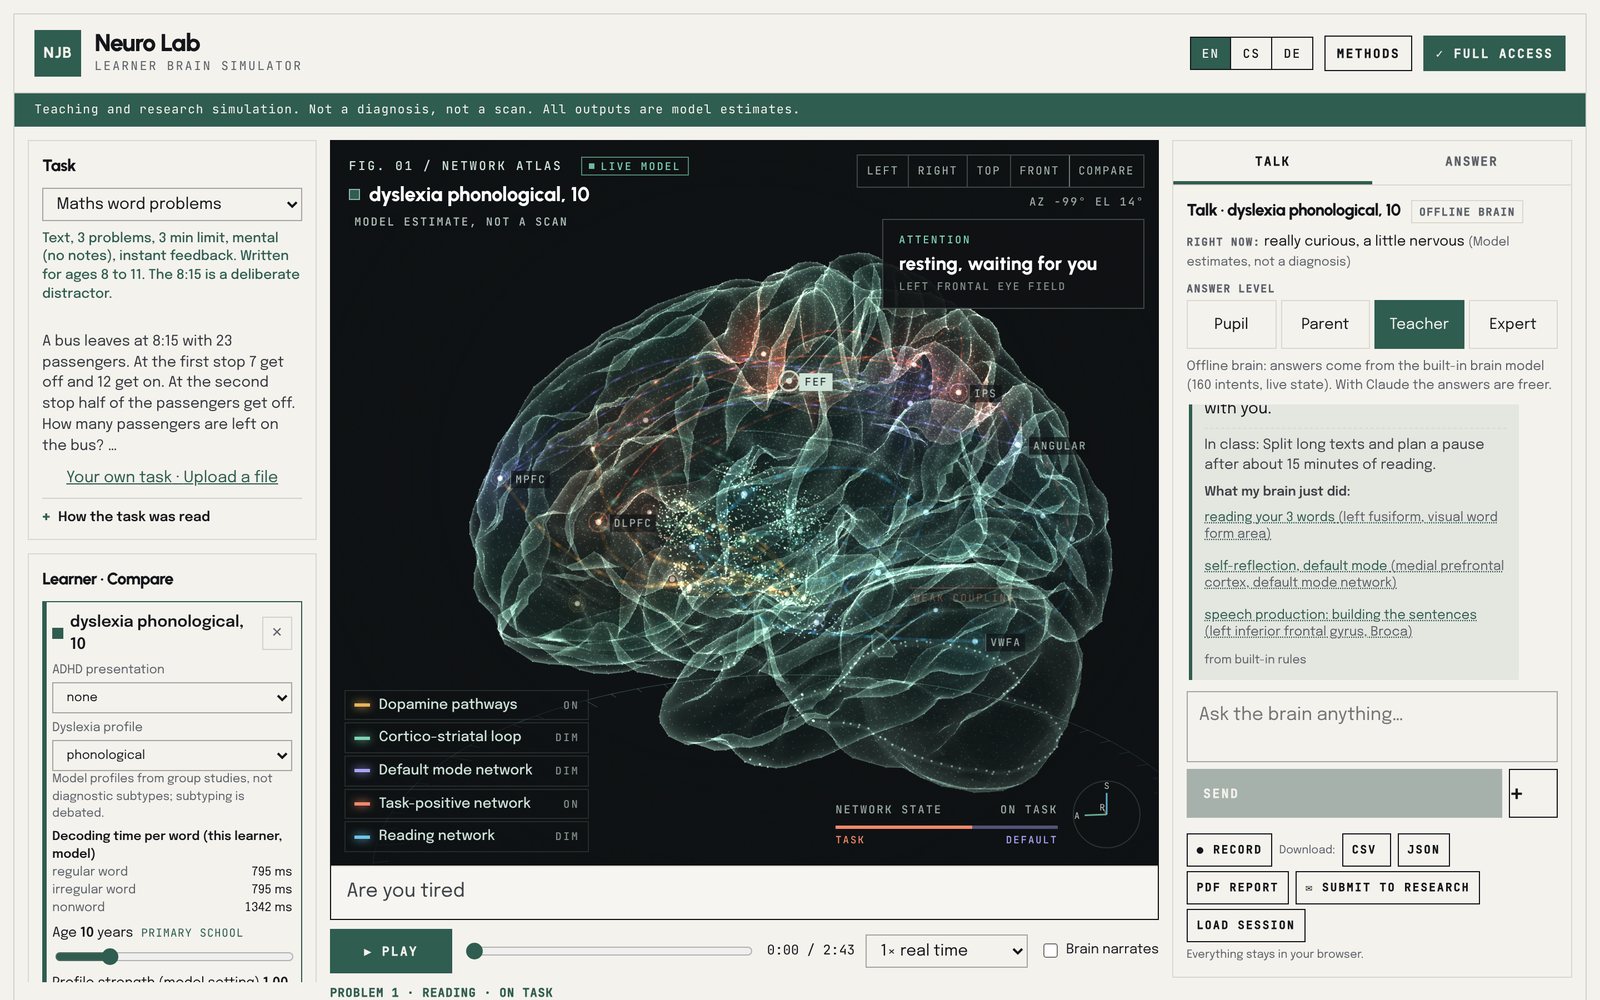 NJB
Neuro Lab
LEARNER BRAIN SIMULATOR
EN CS DE
METHODS
✓ FULL ACCESS
Teaching and research simulation. Not a diagnosis, not a scan. All outputs are model estimates.
Task
Maths word problems
Text, 3 problems, 3 min limit, mental
(no notes), instant feedback. Written
for ages 8 to 11. The 8:15 is a deliberate
distractor.
A bus leaves at 8:15 with 23
passengers. At the first stop 7 get
off and 12 get on. At the second
stop half of the passengers get off.
How many passengers are left on
the bus? …
Your own task · Upload a file
+ How the task was read
Learner · Compare
dyslexia phonological,
10
×
ADHD presentation
none
Dyslexia profile
phonological
Model profiles from group studies, not
diagnostic subtypes; subtyping is
debated.
Decoding time per word (this learner,
model)
regular word 795 ms
irregular word 795 ms
nonword 1342 ms
Age 10 years PRIMARY SCHOOL
Profile strength (model setting) 1.00
FIG. 01 / NETWORK ATLAS
LIVE MODEL
dyslexia phonological, 10
MODEL ESTIMATE, NOT A SCAN
LEFT RIGHT TOP FRONT COMPARE
AZ -99° EL 14°
ATTENTION
resting, waiting for you
LEFT FRONTAL EYE FIELD
FEF
IPS
ANGULAR
MPFC
DLPFC
WEAK COUPLING
VWFA
Dopamine pathways ON
Cortico-striatal loop DIM
Default mode network DIM
Task-positive network ON
Reading network DIM
NETWORK STATE ON TASK
TASK DEFAULT
S
R
A
Are you tired
▶ PLAY
0:00 / 2:43
1× real time
Brain narrates
PROBLEM 1 · READING · ON TASK
TALK
ANSWER
Talk · dyslexia phonological, 10
OFFLINE BRAIN
RIGHT NOW: really curious, a little nervous (Model
estimates, not a diagnosis)
ANSWER LEVEL
Pupil
Parent
Teacher
Expert
Offline brain: answers come from the built-in brain model
(160 intents, live state). With Claude the answers are freer.
with you.
In class: Split long texts and plan a pause
after about 15 minutes of reading.
What my brain just did:
reading your 3 words (left fusiform, visual word
form area)
self-reflection, default mode (medial prefrontal
cortex, default mode network)
speech production: building the sentences
(left inferior frontal gyrus, Broca)
from built-in rules
Ask the brain anything…
SEND
+
● RECORD
Download:
CSV
JSON
PDF REPORT
✉ SUBMIT TO RESEARCH
LOAD SESSION
Everything stays in your browser.